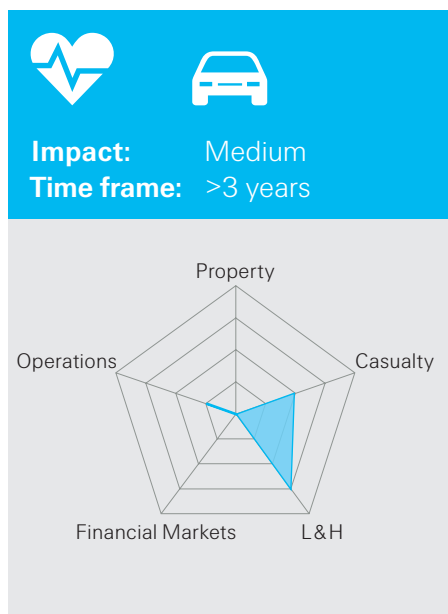 Impact: Medium
Time frame: >3 years
Property
Operations
Casualty
Financial Markets
L&H